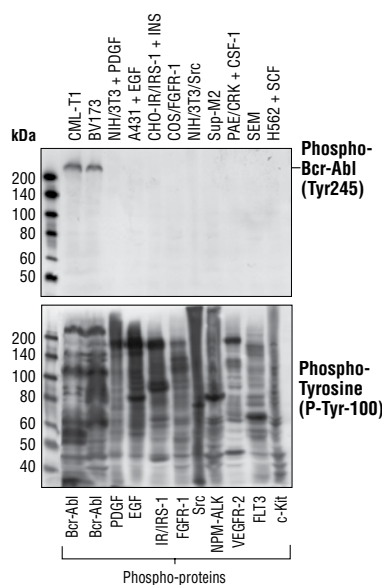 CML-T1
BV173
NIH/3T3 + PDGF
A431 + EGF
CHO-IR/IRS-1 + INS
COS/FGFR-1
NIH/3T3/Src
Sup-M2
PAE/CRK + CSF-1
SEM
H562 + SCF
kDa
200
140
100
80
60
50
Phospho-
Bcr-Abl
(Tyr245)
200
140
100
80
60
50
40
Phospho-
Tyrosine
(P-Tyr-100)
Bcr-Abl
Bcr-Abl
PDGF
EGF
IR/IRS-1
FGFR-1
Src
NPM-ALK
VEGFR-2
FLT3
c-Kit
Phospho-proteins